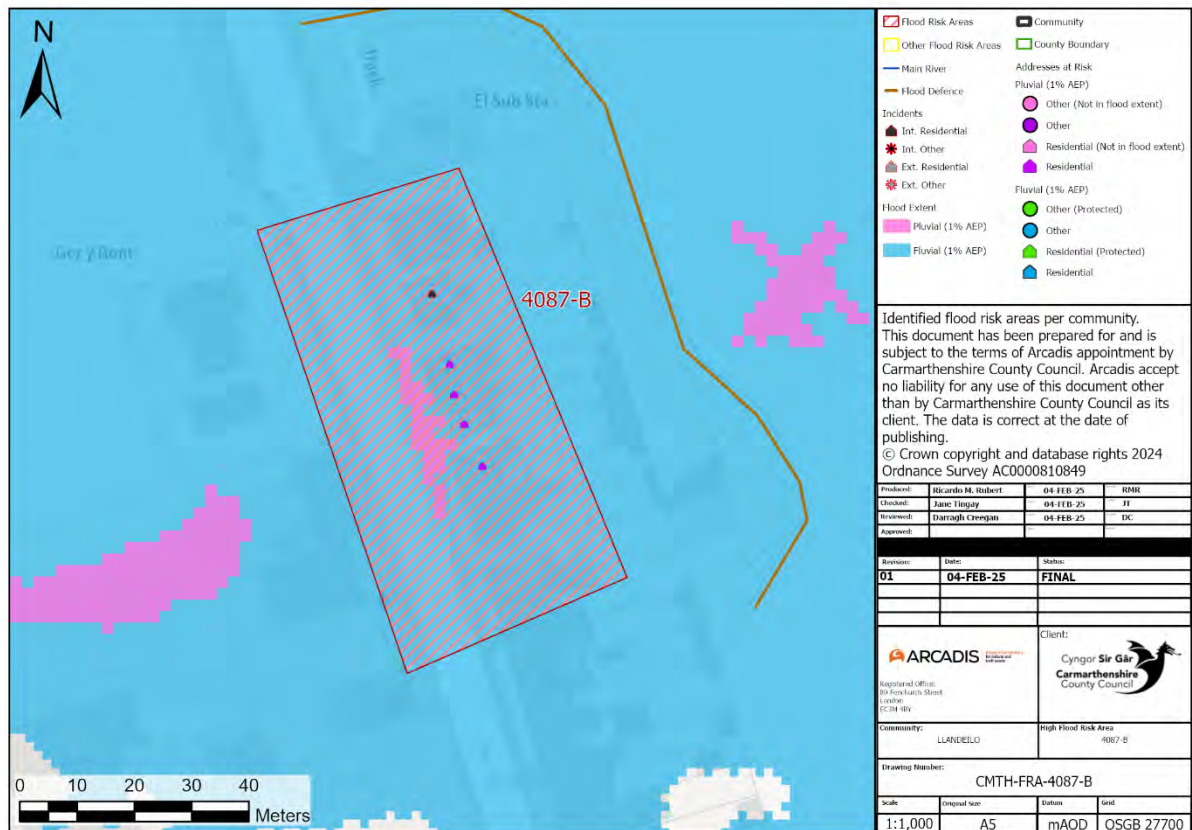 N
Track
El Sub Sta
4087-B
0 10 20 30 40
Meters
Flood Risk Areas
Other Flood Risk Areas
Main River
Flood Defence
Incidents
Int. Residential
Int. Other
Ext. Residential
Ext. Other
Flood Extent
Pluvial (1% AEP)
Fluvial (1% AEP)
Community
County Boundary
Addresses at Risk
Pluvial (1% AEP)
Other (Not in flood extent)
Other
Residential (Not in flood extent)
Residential
Fluvial (1% AEP)
Other (Protected)
Other
Residential (Protected)
Residential
Identified flood risk areas per community.
This document has been prepared for and is
subject to the terms of Arcadis appointment by
Carmarthenshire County Council. Arcadis accept
no liability for any use of this document other
than by Carmarthenshire County Council as its
client. The data is correct at the date of
publishing.
© Crown copyright and database rights 2024
Ordnance Survey AC0000810849
Produced: Ricardo M. Rubert 04-FEB-25 RMR
Checked: Jane Tingay 04-FEB-25 JT
Reviewed: Darragh Creegan 04-FEB-25 DC
Approved:
Revision: Date: Status:
01 04-FEB-25 FINAL
ARCADIS
Registered Office:
80 Fenchurch Street
London
EC3M 4BY
Client:
Cyngor Sir Gâr
Carmarthenshire
County Council
Community:
LLANDEILO
High Flood Risk Area
4087-B
Drawing Number:
CMTH-FRA-4087-B
Scale Original Size Datum Grid
1:1,000 A5 mAOD OSGB 27700